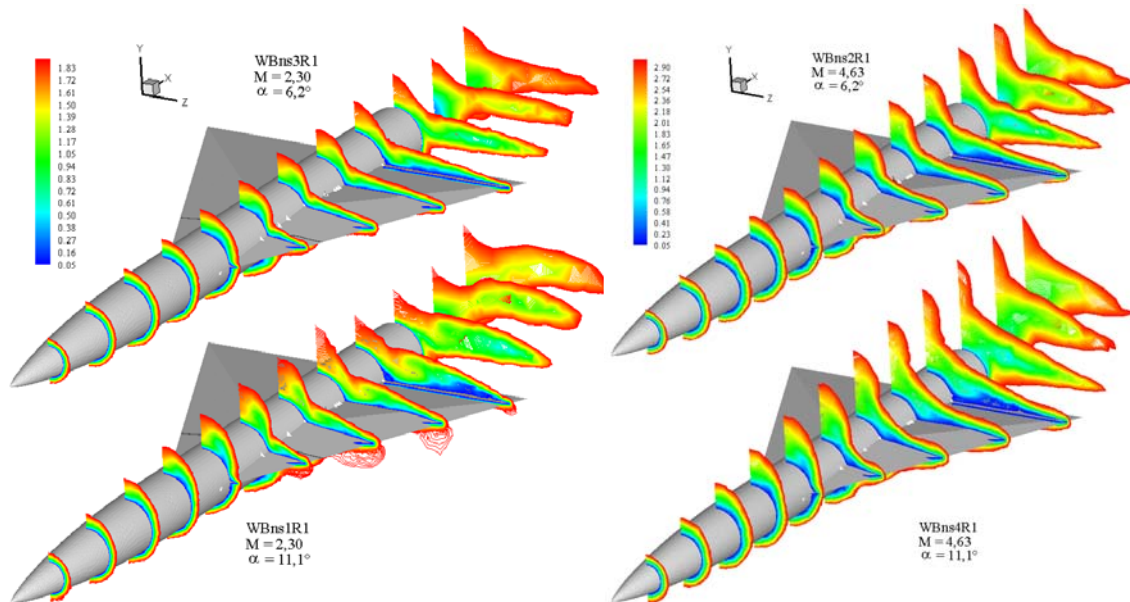 Y
X
Z
WBns3R1
M = 2,30
α = 6,2°
1.83
1.72
1.61
1.50
1.39
1.28
1.17
1.05
0.94
0.83
0.72
0.61
0.50
0.38
0.27
0.16
0.05
Y
X
Z
WBns2R1
M = 4,63
α = 6,2°
2.90
2.72
2.54
2.36
2.19
2.01
1.83
1.65
1.47
1.30
1.12
0.94
0.76
0.58
0.41
0.23
0.05
WBns1R1
M = 2,30
α = 11,1°
WBns4R1
M = 4,63
α = 11,1°